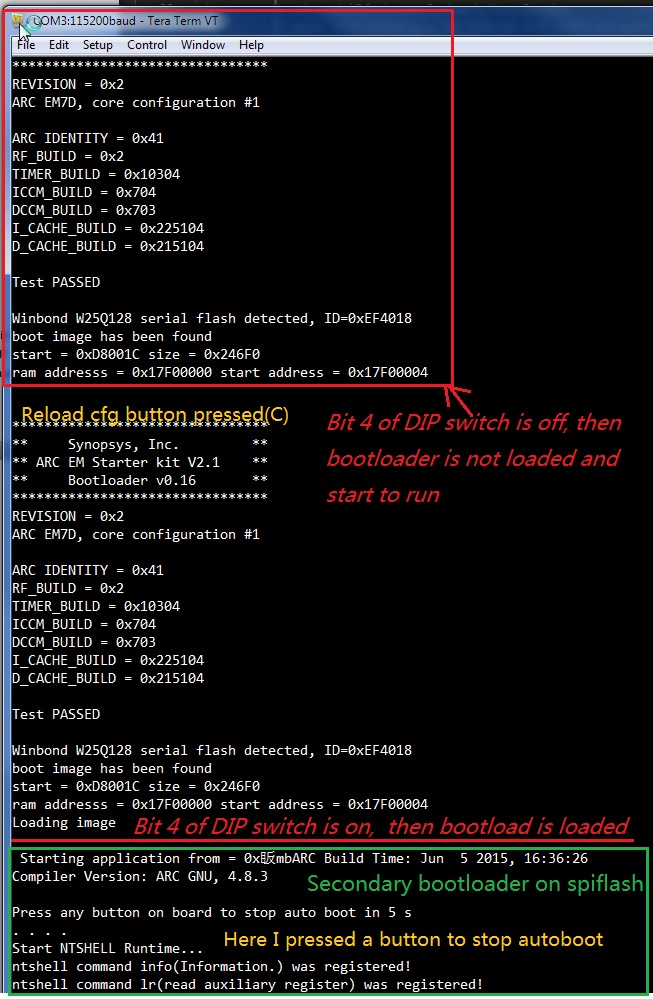 COM3:115200baud - Tera Term VT
File Edit Setup Control Window Help
********************************
REVISION = 0x2
ARC EM7D, core configuration #1
ARC IDENTITY = 0x41
RF_BUILD = 0x2
TIMER_BUILD = 0x10304
ICCM_BUILD = 0x704
DCCM_BUILD = 0x703
I_CACHE_BUILD = 0x225104
D_CACHE_BUILD = 0x215104
Test PASSED
Winbond W25Q128 serial flash detected, ID=0xEF4018
boot image has been found
start = 0xD8001C size = 0x246F0
ram addresss = 0x17F00000 start address = 0x17F00004
Reload cfg button pressed(C)
Bit 4 of DIP switch is off, then
bootloader is not loaded and
start to run
********************************
** Synopsys, Inc. **
** ARC EM Starter kit V2.1 **
** Bootloader v0.16 **
********************************
REVISION = 0x2
ARC EM7D, core configuration #1
ARC IDENTITY = 0x41
RF_BUILD = 0x2
TIMER_BUILD = 0x10304
ICCM_BUILD = 0x704
DCCM_BUILD = 0x703
I_CACHE_BUILD = 0x225104
D_CACHE_BUILD = 0x215104
Test PASSED
Winbond W25Q128 serial flash detected, ID=0xEF4018
boot image has been found
start = 0xD8001C size = 0x246F0
ram addresss = 0x17F00000 start address = 0x17F00004
Loading image
Bit 4 of DIP switch is on, then bootload is loaded
Starting application from = 0x眅mbARC Build Time: Jun 5 2015, 16:36:26
Compiler Version: ARC GNU, 4.8.3
Secondary bootloader on spiflash
Press any button on board to stop auto boot in 5 s
. . . .
Start NTSHELL Runtime...
Here I pressed a button to stop autoboot
ntshell command info(Information.) was registered!
ntshell command lr(read auxiliary register) was registered!